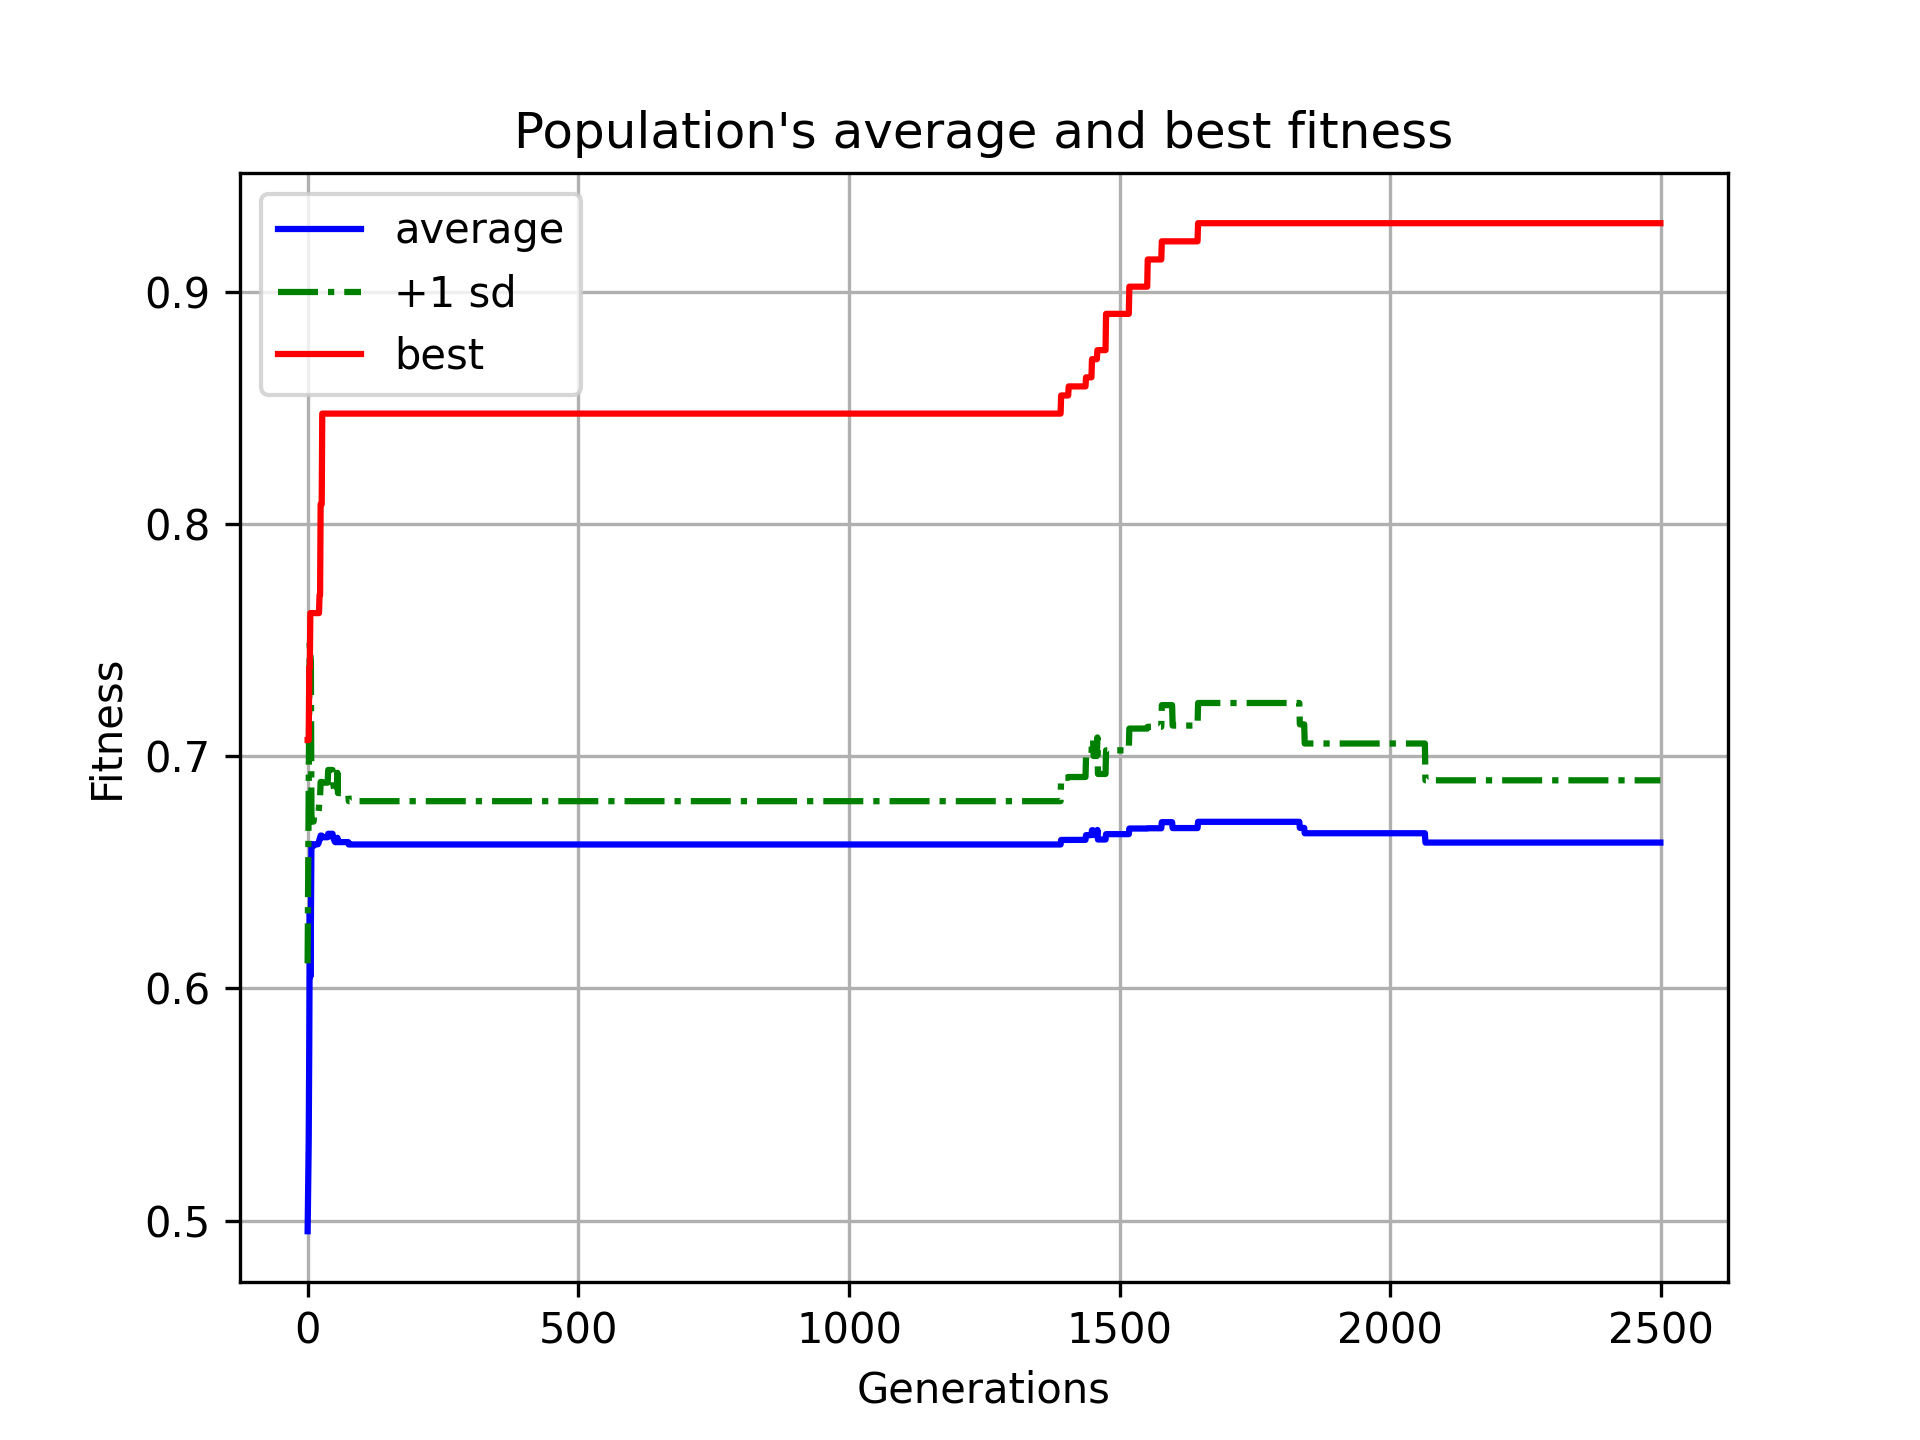 Population's average and best fitness
average
+1 sd
best
0.9
0.8
0.7
0.6
0.5
Fitness
0 500 1000 1500 2000 2500
Generations